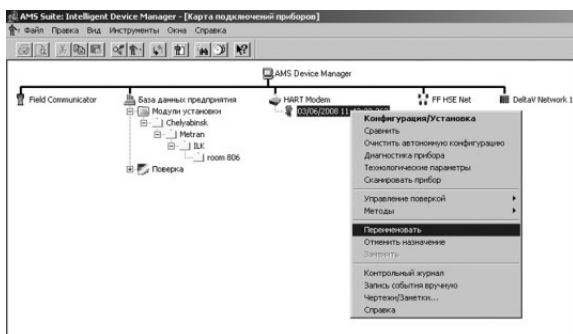 AMS Suite: Intelligent Device Manager - [Карта подключений приборов]
Файл Правка Вид Инструменты Окна Справка
AMS Device Manager
Field Communicator
База данных предприятия
HART Modem
FF HSE Net
DeltaV Network 1
Модули установки
03/06/2008
Chelyabinsk
Metran
ILK
room 806
Поверка
Конфигурация/Установка
Сравнить
Очистить автономную конфигурацию
Диагностика прибора
Технологические параметры
Сканировать прибор
Управление поверкой
Методы
Переименовать
Отменить назначение
Заменить
Контрольный журнал
Запись события вручную
Чертежи/Заметки...
Справка